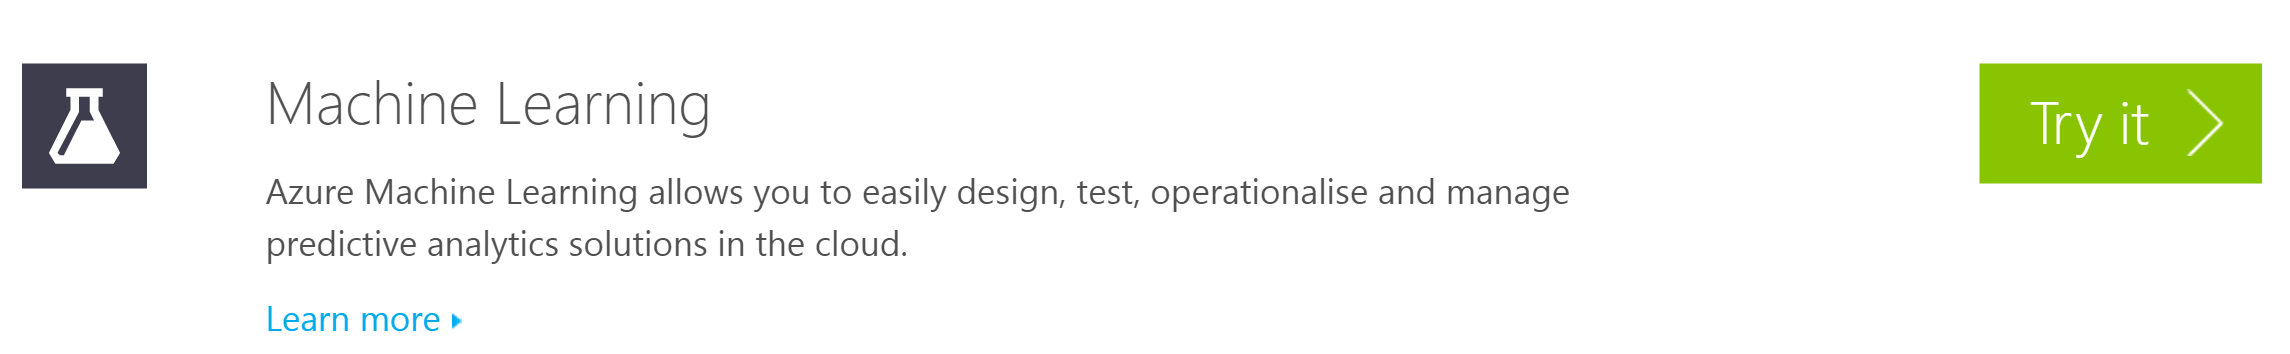 Machine Learning
Try it
Azure Machine Learning allows you to easily design, test, operationalise and manage
predictive analytics solutions in the cloud.
Learn more